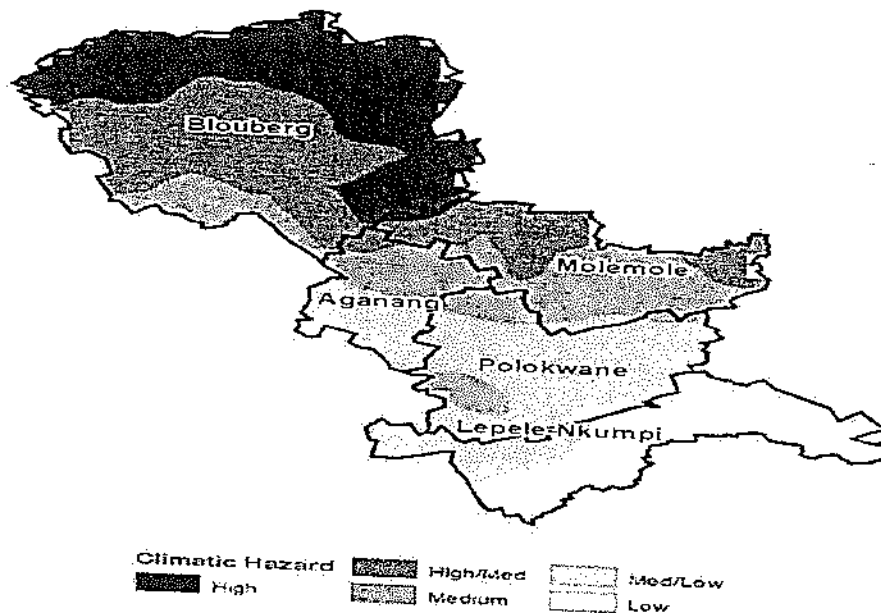 Blouberg
Molemole
Aganang
Polokwane
Lepele-Nkumpi
Climatic Hazard
High
High/Med
Medium
Med/Low
Low